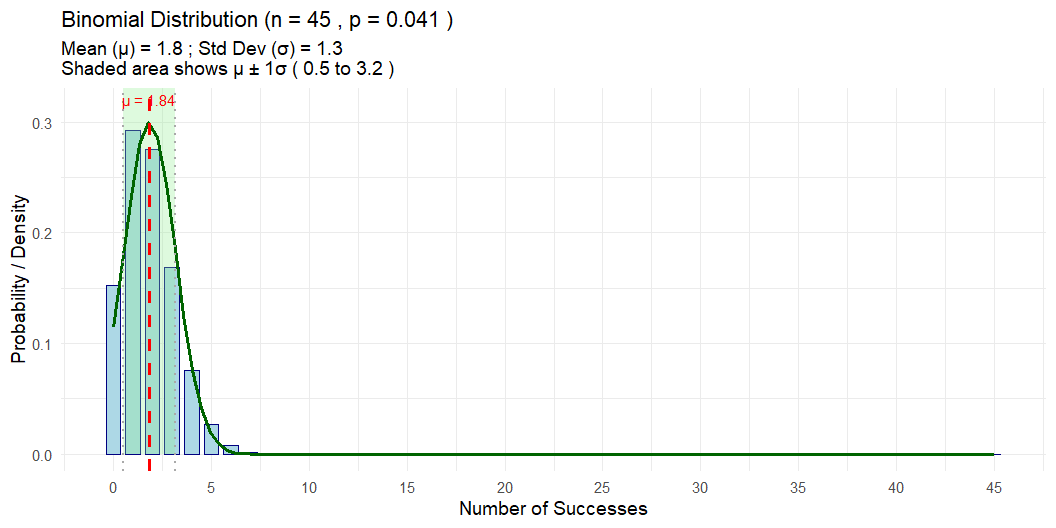 Binomial Distribution (n = 45 , p = 0.041 )
Mean (μ) = 1.8 ; Std Dev (σ) = 1.3
Shaded area shows μ ± 1σ ( 0.5 to 3.2 )
μ = 1.84
0.3
0.2
0.1
0.0
Probability / Density
0 5 10 15 20 25 30 35 40 45
Number of Successes